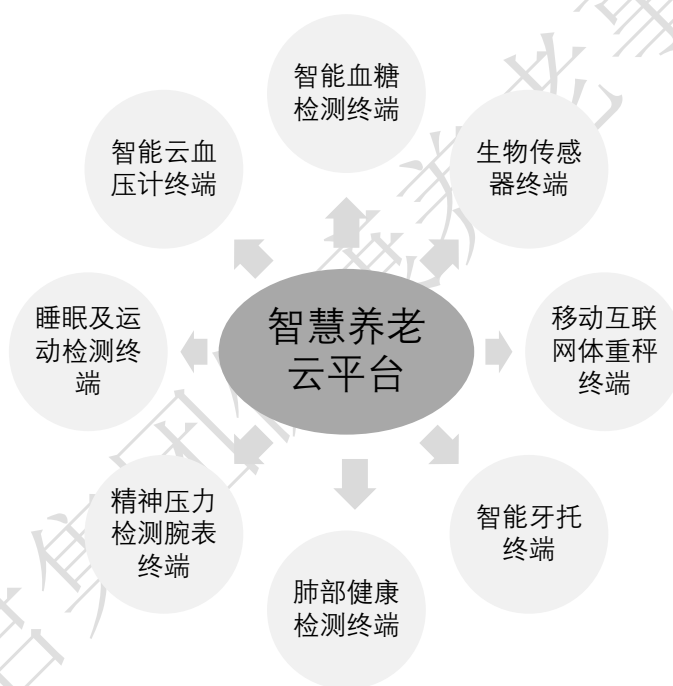 智能血糖
检测终端
生物传感
器终端
移动互联
网体重秤
终端
智能牙托
终端
肺部健康
检测终端
精神压力
检测腕表
终端
睡眠及运
动检测终
端
智能云血
压计终端
智慧养老
云平台